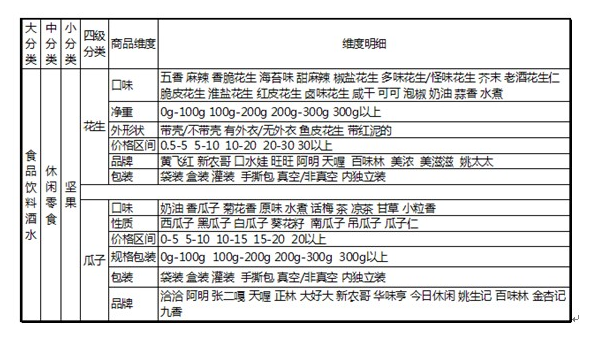 大分类 中分类 小分类 四级分类 商品维度 维度明细
食品饮料酒水 休闲零食 坚果
花生
口味 五香 麻辣 香脆花生 海苔味 甜麻辣 椒盐花生 多味花生/怪味花生 芥末 老酒花生仁
脆皮花生 淮盐花生 红皮花生 卤味花生 咸干 可可 泡椒 奶油 蒜香 水煮
净重 0g-100g 100g-200g 200g-300g 300g以上
外形状 带壳/不带壳 有外衣/无外衣 鱼皮花生 带红泥的
价格区间 0.5-5 5-10 10-20 20-30 30以上
品牌 黄飞红 新农哥 口水娃 旺旺 阿明 天喔 百味林 美浓 美滋滋 姚太太
包装 袋装 盒装 灌装 手撕包 真空/非真空 内独立装
瓜子
口味 奶油 香瓜子 菊花香 原味 水煮 话梅 茶 凉茶 甘草 小粒香
性质 西瓜子 黑瓜子 白瓜子 葵花籽 南瓜子 吊瓜子 瓜子仁
价格区间 0-5 5-10 10-15 15-20 20以上
规格包装 0g-100g 100g-200g 200g-300g 300g以上
包装 袋装 盒装 灌装 手撕包 真空/非真空 内独立装
品牌 洽洽 阿明 张二嘎 天喔 正林 大好大 新农哥 华味亨 今日休闲 姚生记 百味林 金杏记
九香